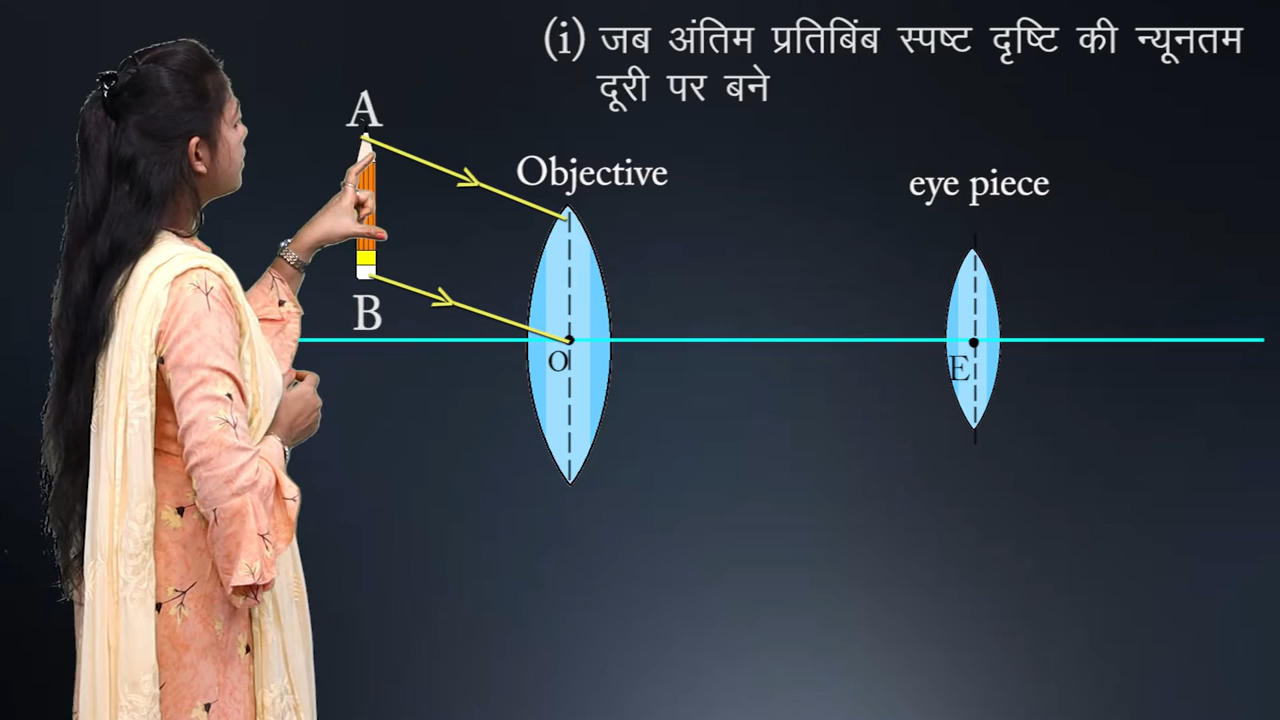 (i) जब अंतिम प्रतिबिंब स्पष्ट दृष्टि की न्यूनतम
दूरी पर बने
A
Objective
eye piece
B
O
E